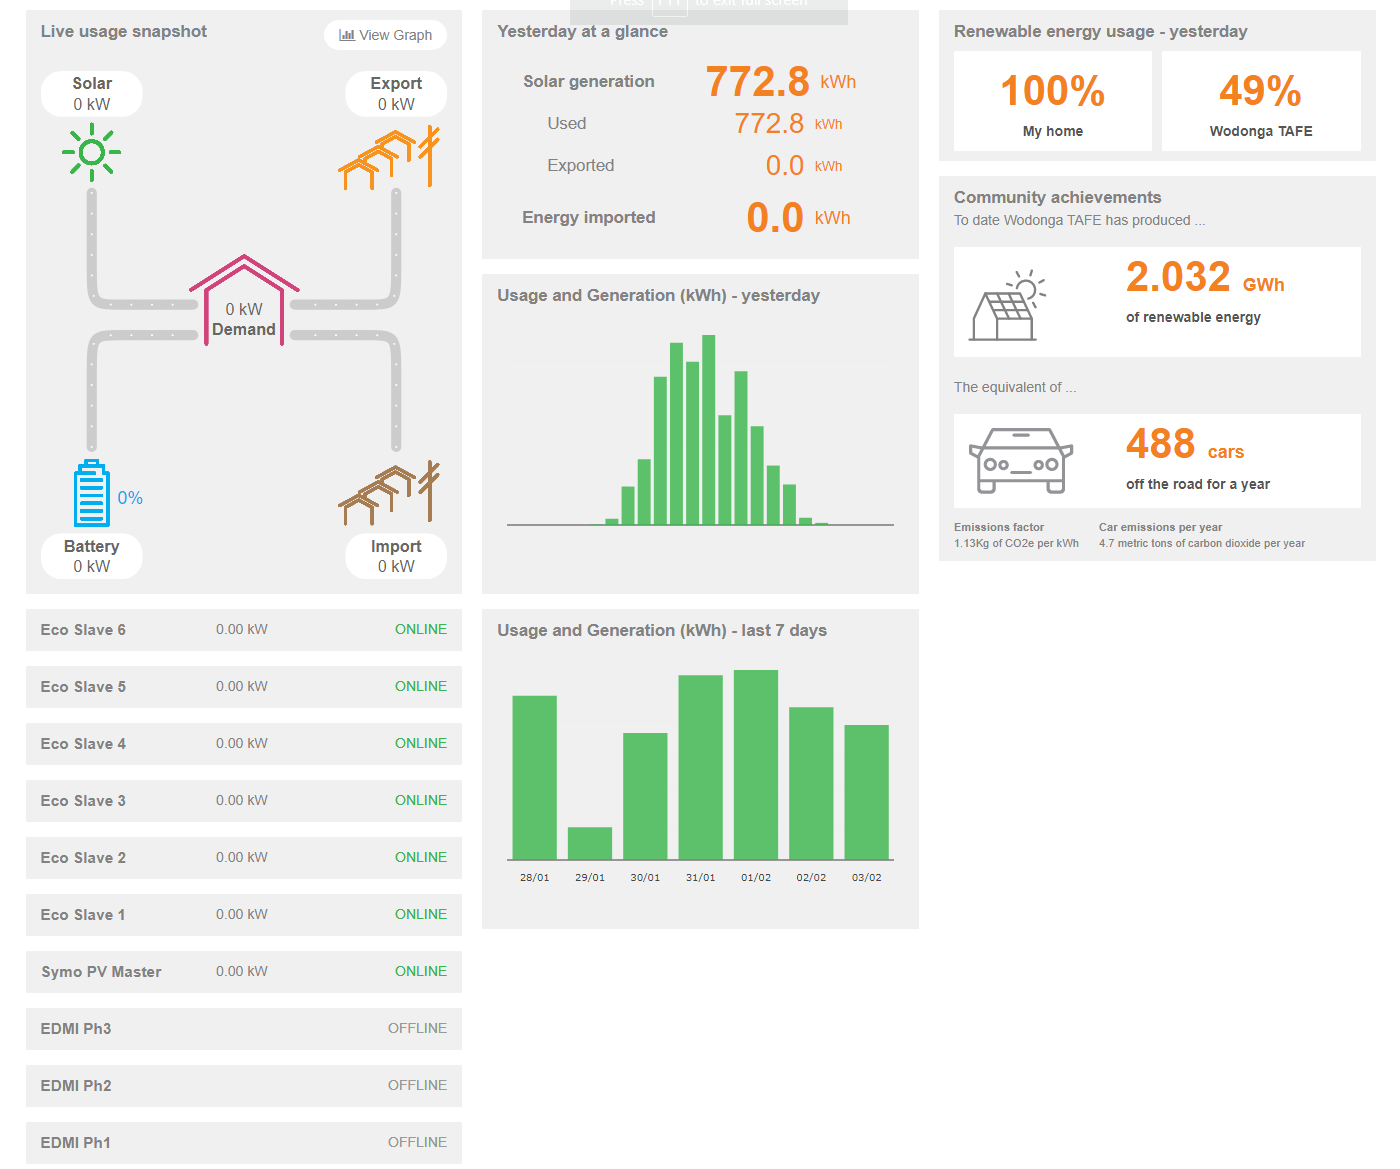 Press F11 to exit full screen
Live usage snapshot
View Graph
Solar
0 kW
Export
0 kW
0 kW
Demand
0%
Battery
0 kW
Import
0 kW
Eco Slave 6 0.00 kW ONLINE
Eco Slave 5 0.00 kW ONLINE
Eco Slave 4 0.00 kW ONLINE
Eco Slave 3 0.00 kW ONLINE
Eco Slave 2 0.00 kW ONLINE
Eco Slave 1 0.00 kW ONLINE
Symo PV Master 0.00 kW ONLINE
EDMI Ph3 OFFLINE
EDMI Ph2 OFFLINE
EDMI Ph1 OFFLINE
Yesterday at a glance
Solar generation 772.8 kWh
Used 772.8 kWh
Exported 0.0 kWh
Energy imported 0.0 kWh
Usage and Generation (kWh) - yesterday
Usage and Generation (kWh) - last 7 days
28/01 29/01 30/01 31/01 01/02 02/02 03/02
Renewable energy usage - yesterday
100%
My home
49%
Wodonga TAFE
Community achievements
To date Wodonga TAFE has produced ...
2.032 GWh
of renewable energy
The equivalent of ...
488 cars
off the road for a year
Emissions factor
1.13Kg of CO2e per kWh
Car emissions per year
4.7 metric tons of carbon dioxide per year